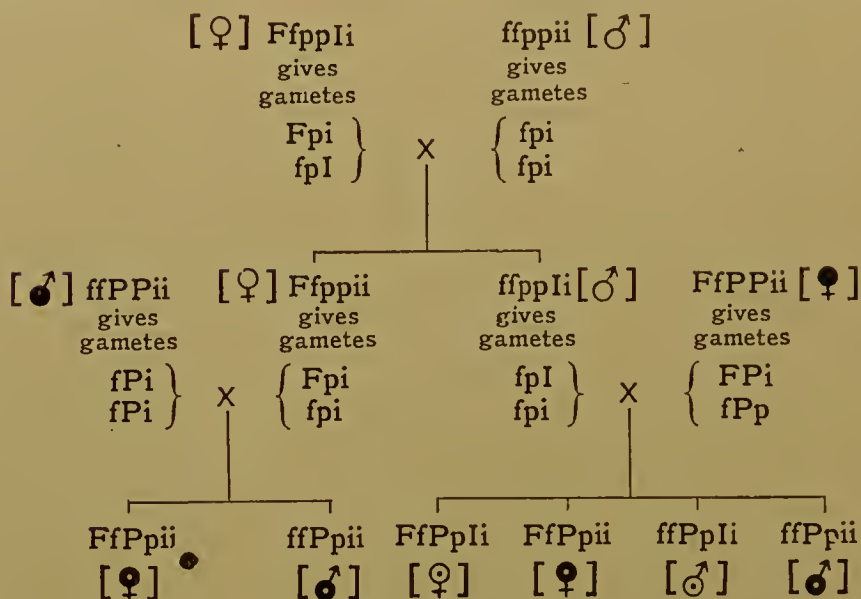 [♀] FfppIi ffppii [♂]
gives gives
gametes gametes
Fpi } { fpi
fpI } × { fpi
[♂] ffPPii [♀] Ffppii ffppIi [♂] FfPPii [♀]
gives gives gives gives
gametes gametes gametes gametes
fPi } { Fpi fpI } { FPi
fPi } × { fpi fpi } × { fPp
FfPpii ffPpii FfPpIi FfPpii ffPpIi ffPpii
[♀] [♂] [♀] [♀] [♂] [♂]